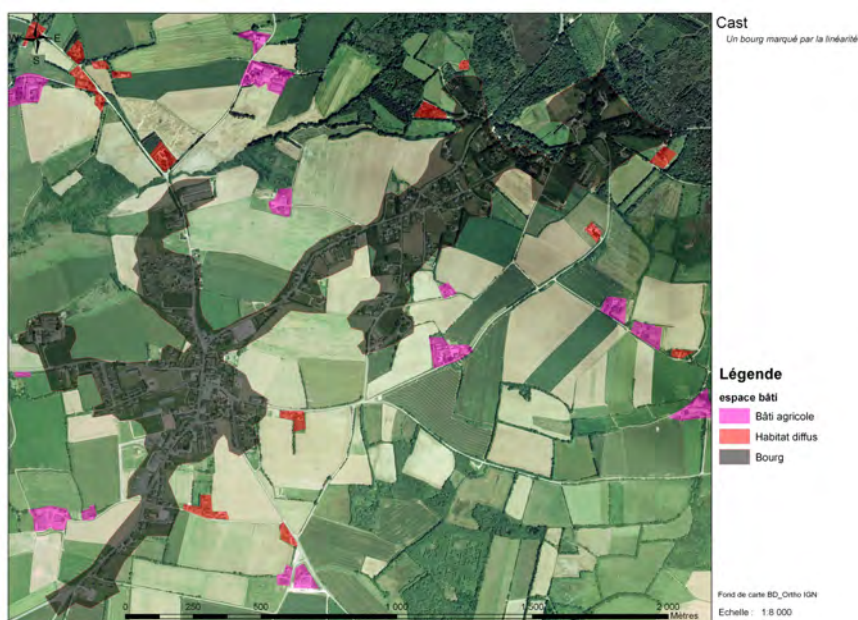 Cast
Un bourg marqué par la linéarité
W
E
S
Légende
espace bâti
Bâti agricole
Habitat diffus
Bourg
0 250 500 1 000 1 500 2 000
Mètres
Fond de carte BD_Ortho IGN
Echelle : 1:8 000